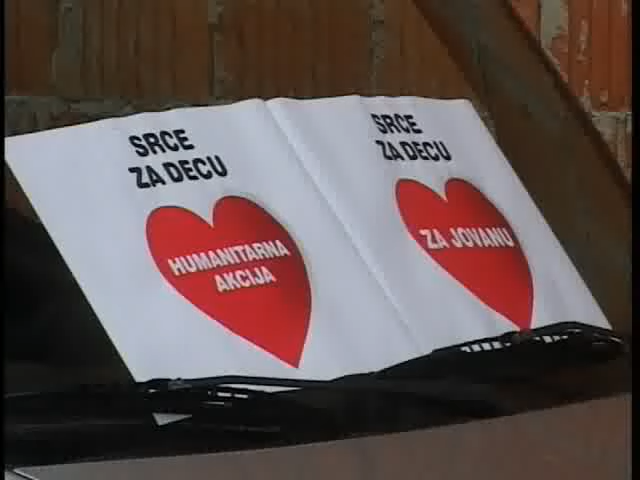 SRCE
ZA DECU
HUMANITARNA
AKCIJA
SRCE
ZA DECU
ZA JOVANU